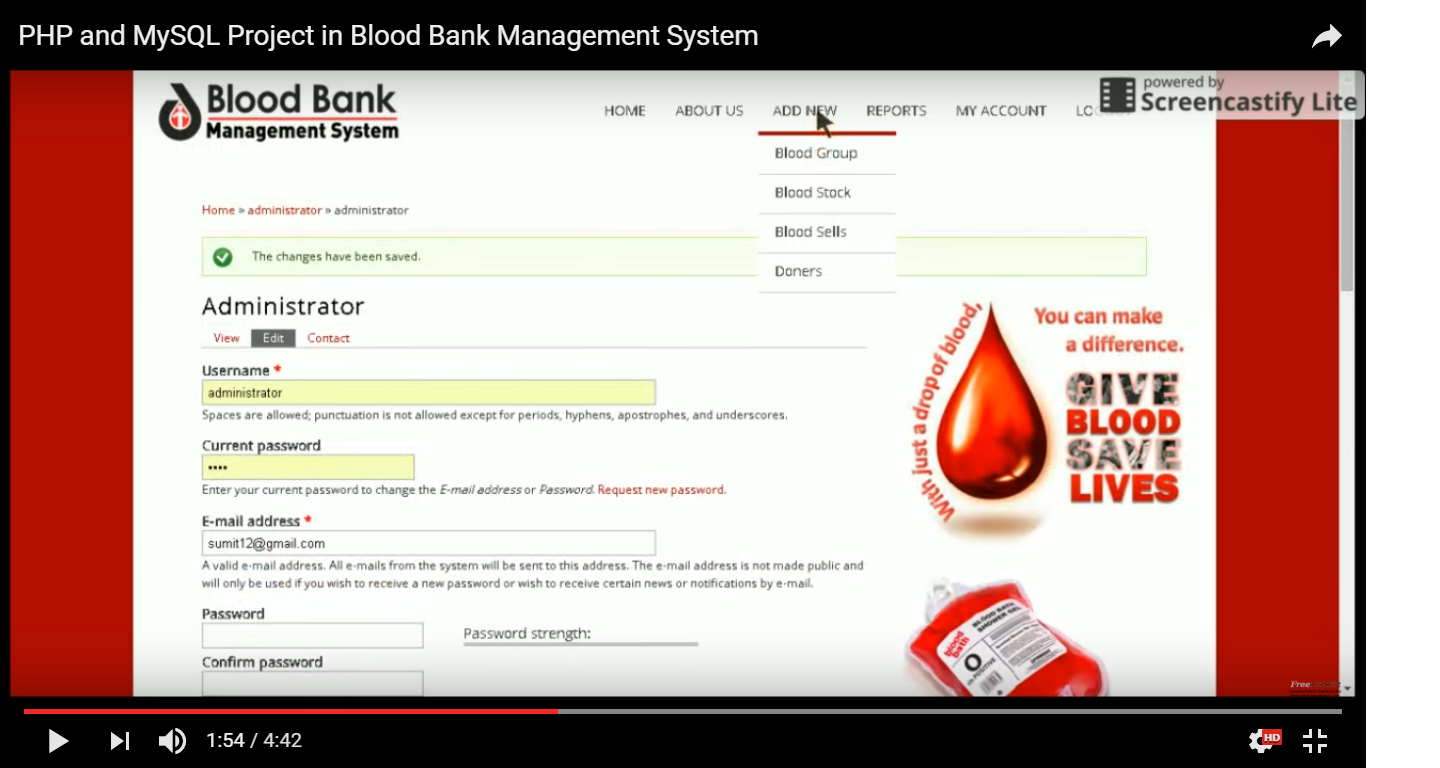 PHP and MySQL Project in Blood Bank Management System
powered by
Screencastify Lite
Blood Bank
Management System
HOME ABOUT US ADD NEW REPORTS MY ACCOUNT
Blood Group
Blood Stock
Blood Sells
Doners
Home » administrator » administrator
The changes have been saved.
Administrator
View Edit Contact
Username *
administrator
Spaces are allowed; punctuation is not allowed except for periods, hyphens, apostrophes, and underscores.
Current password
••••
Enter your current password to change the E-mail address or Password. Request new password.
E-mail address *
sumit12@gmail.com
A valid e-mail address. All e-mails from the system will be sent to this address. The e-mail address is not made public and
will only be used if you wish to receive a new password or wish to receive certain news or notifications by e-mail.
Password
Password strength:
Confirm password
With just a drop of blood,
You can make
a difference.
GIVE
BLOOD
SAVE
LIVES
BLOOD BATH
SHOWER GEL
blood
bath
O
POSITIVE
Free
1:54 / 4:42
HD